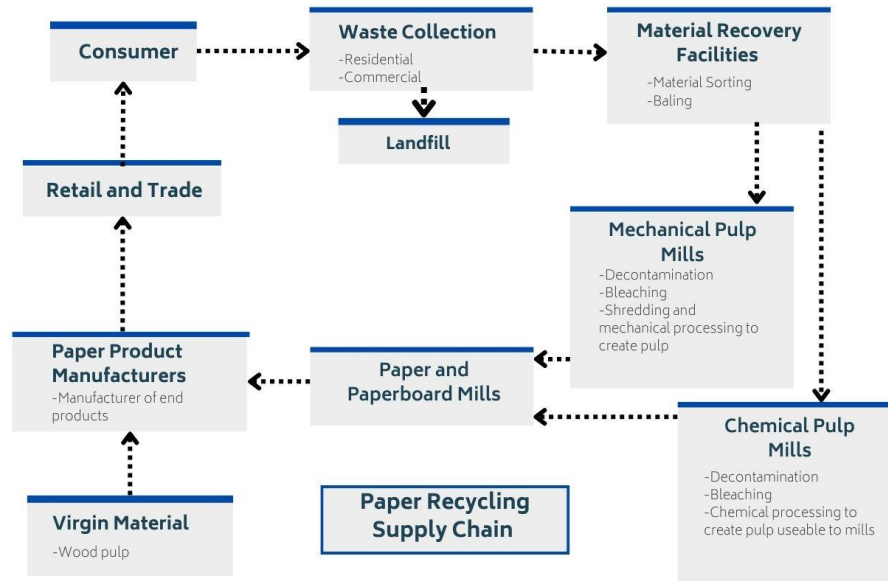 Consumer
Waste Collection
-Residential
-Commercial
Material Recovery
Facilities
-Material Sorting
-Baling
Landfill
Retail and Trade
Mechanical Pulp
Mills
-Decontamination
-Bleaching
-Shredding and
mechanical processing to
create pulp
Paper Product
Manufacturers
-Manufacturer of end
products
Paper and
Paperboard Mills
Chemical Pulp
Mills
-Decontamination
-Bleaching
-Chemical processing to
create pulp useable to mills
Virgin Material
-Wood pulp
Paper Recycling
Supply Chain